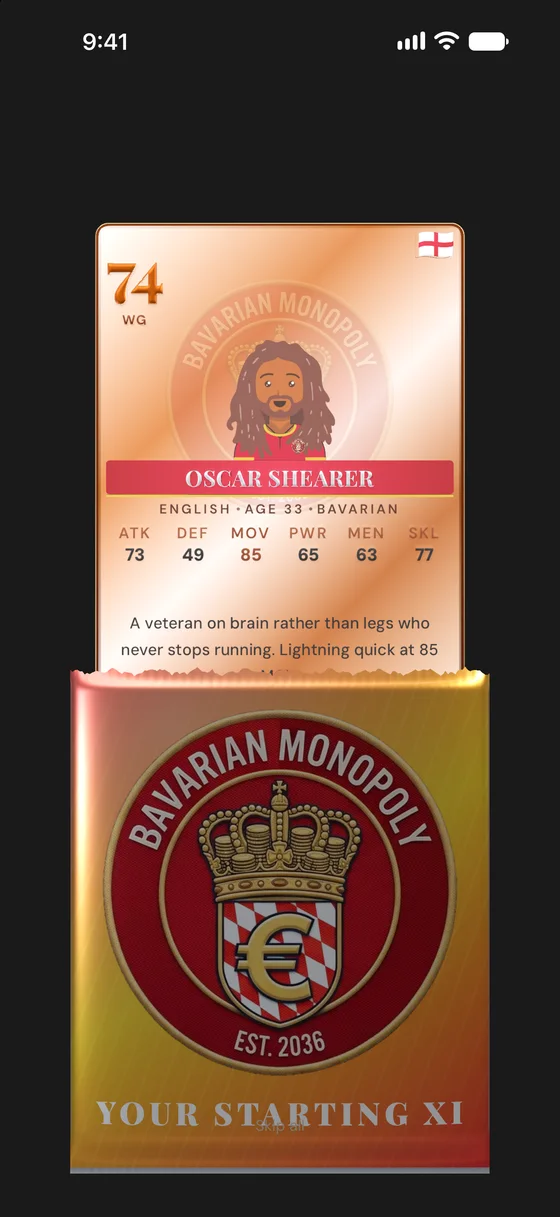 9:41
74
WG
BAVARIAN MONOPOLY
OSCAR SHEARER
ENGLISH • AGE 33 • BAVARIAN
ATK DEF MOV PWR MEN SKL
73 49 85 65 63 77
A veteran on brain rather than legs who
never stops running. Lightning quick at 85
BAVARIAN MONOPOLY
€
EST. 2036
YOUR STARTING XI
Skip all